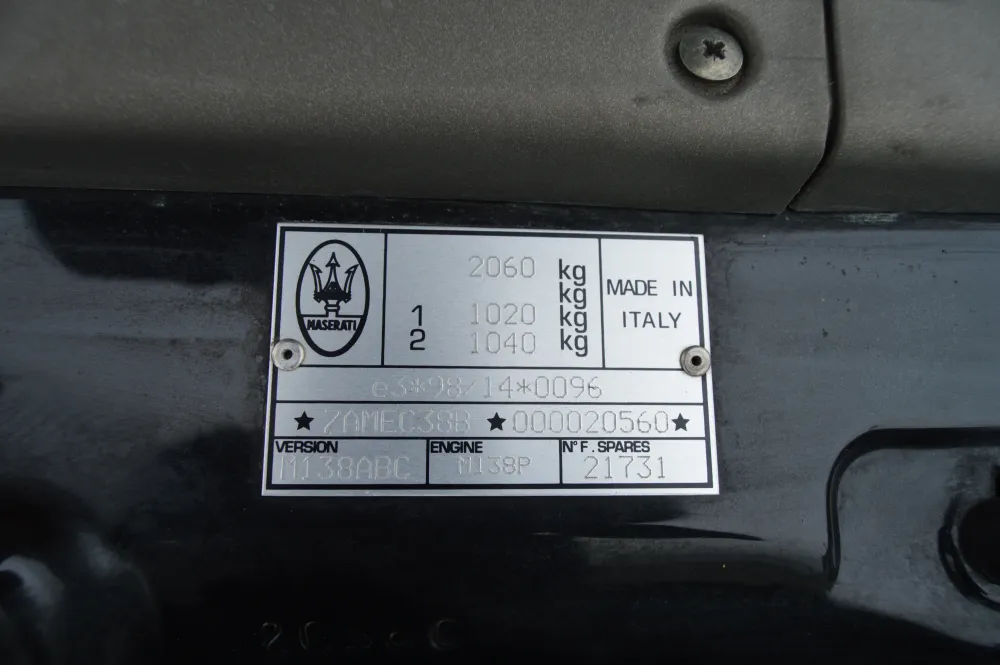 MASERATI
2060 kg
kg
1 1020 kg
2 1040 kg
MADE IN
ITALY
e3*98/14*0096
★ZAMEC38B ★000020560★
VERSION ENGINE N° F. SPARES
M138ABC M138P 21731